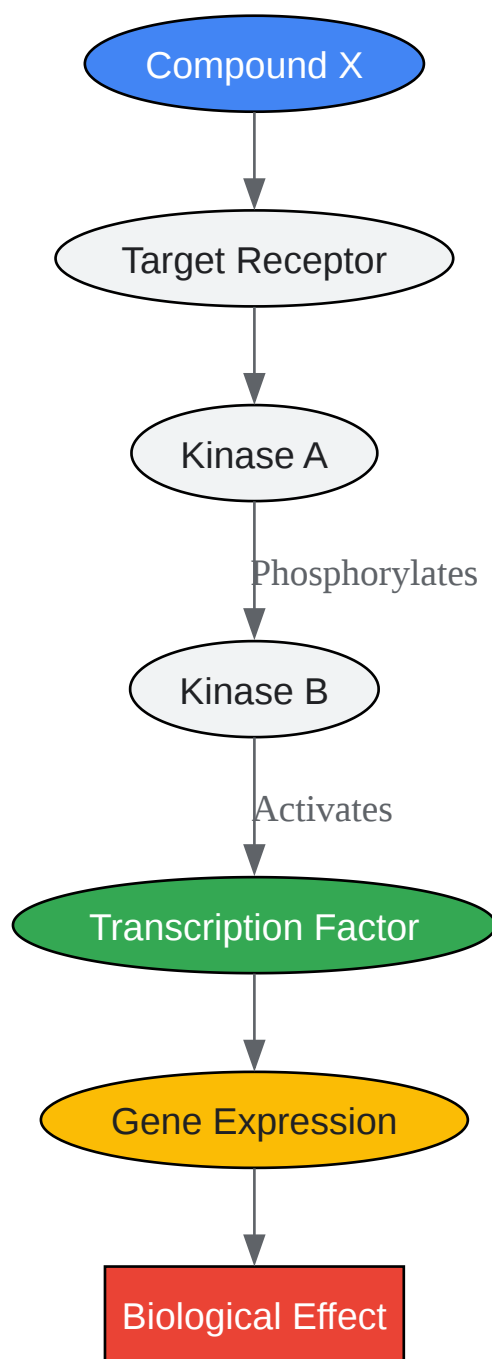 Compound X
Target Receptor
Kinase A
Phosphorylates
Kinase B
Activates
Transcription Factor
Gene Expression
Biological Effect